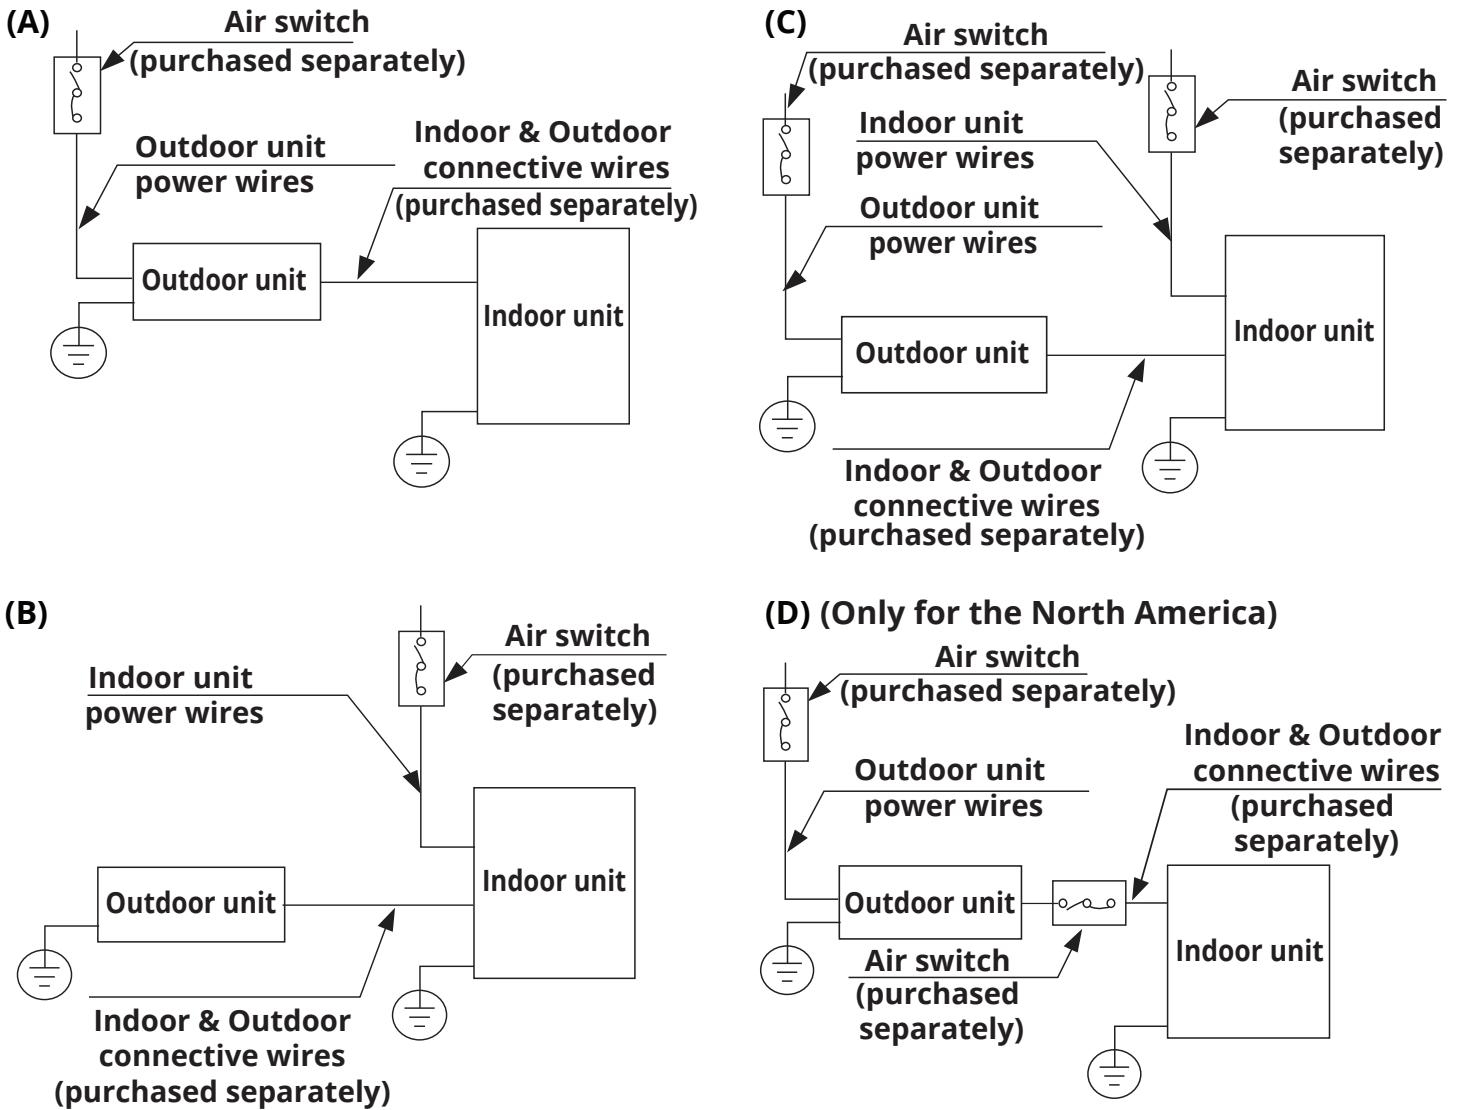 (A)
Air switch
(purchased separately)
Outdoor unit
power wires
Indoor & Outdoor
connective wires
(purchased separately)
Outdoor unit
Indoor unit
(B)
Air switch
(purchased
separately)
Indoor unit
power wires
Outdoor unit
Indoor unit
Indoor & Outdoor
connective wires
(purchased separately)
(C)
Air switch
(purchased separately)
Air switch
(purchased
separately)
Indoor unit
power wires
Outdoor unit
power wires
Outdoor unit
Indoor unit
Indoor & Outdoor
connective wires
(purchased separately)
(D) (Only for the North America)
Air switch
(purchased separately)
Indoor & Outdoor
connective wires
(purchased
separately)
Outdoor unit
power wires
Outdoor unit
Indoor unit
Air switch
(purchased
separately)